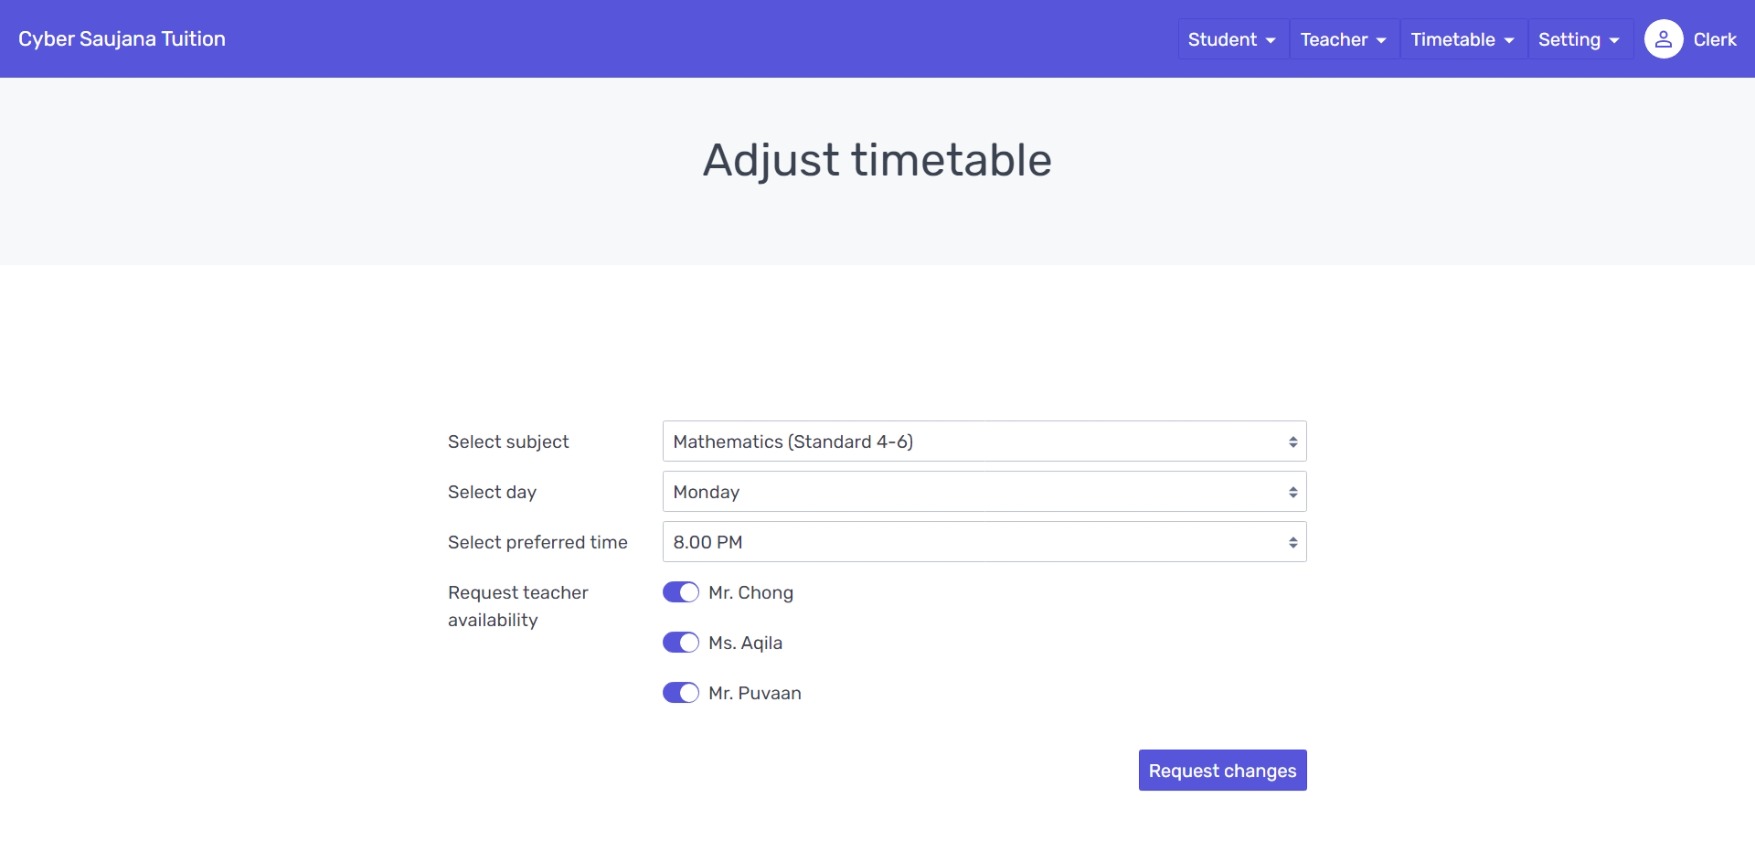 Cyber Saujana Tuition
Student
Teacher
Timetable
Setting
Clerk
Adjust timetable
Select subject
Mathematics (Standard 4-6)
Select day
Monday
Select preferred time
8.00 PM
Request teacher
availability
Mr. Chong
Ms. Aqila
Mr. Puvaan
Request changes